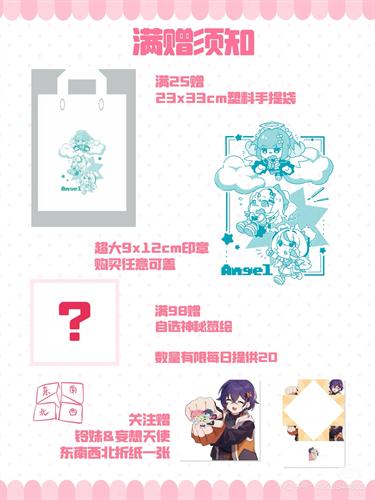 满赠须知
满25赠
23x33cm塑料手提袋
Angel
Angel
超大9x12cm印章
购买任意可盖
?
满98赠
自选神秘签绘
数量有限每日提供20
东 南
北 西
关注赠
铃妹&妄想天使
东南西北折纸一张